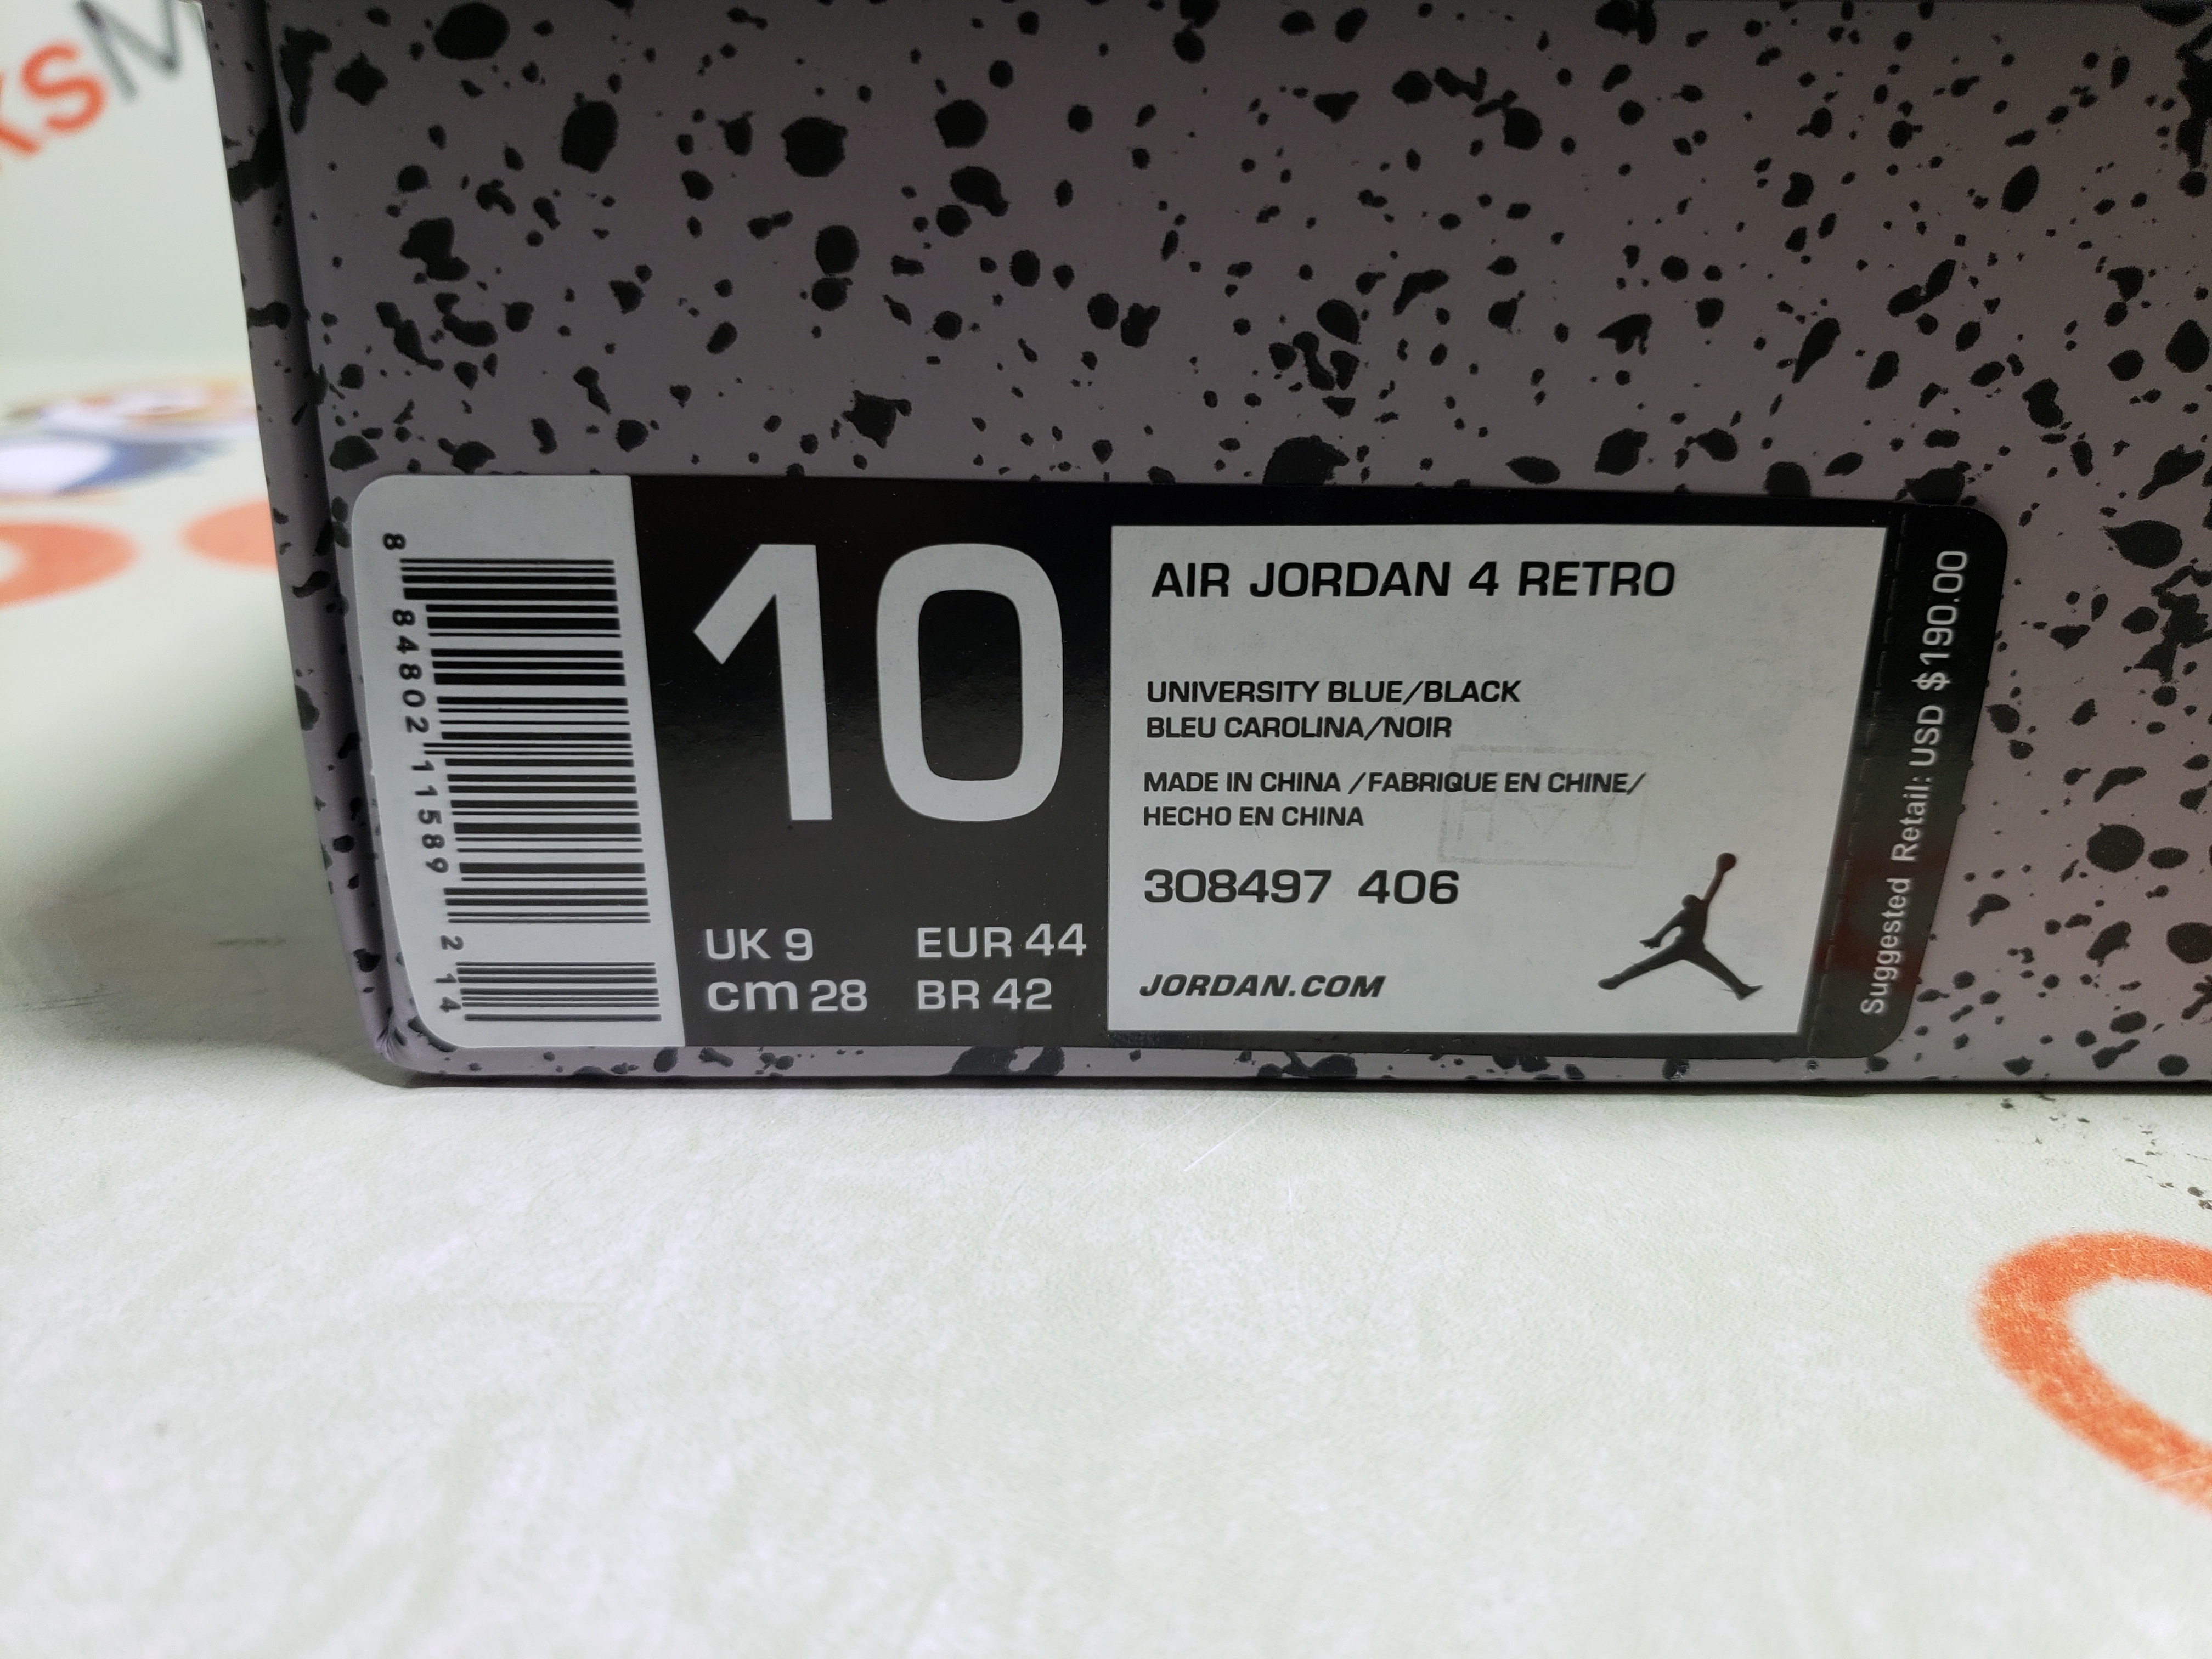 ksM
8 84802 11589 2 14
10
UK 9 EUR 44
cm 28 BR 42
AIR JORDAN 4 RETRO
UNIVERSITY BLUE/BLACK
BLEU CAROLINA/NOIR
MADE IN CHINA /FABRIQUE EN CHINE/
HECHO EN CHINA
308497 406
JORDAN.COM
Suggested Retail: USD $190.00